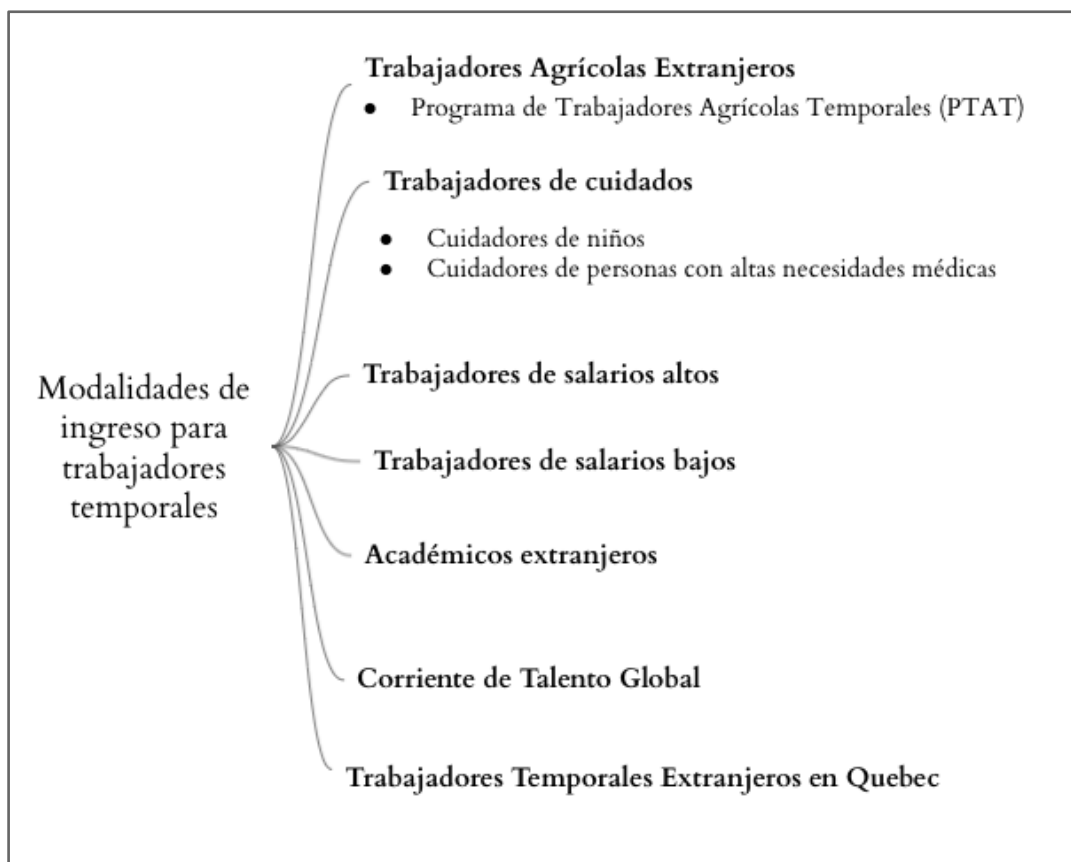 Trabajadores Agrícolas Extranjeros
● Programa de Trabajadores Agrícolas Temporales (PTAT)
Trabajadores de cuidados
● Cuidadores de niños
● Cuidadores de personas con altas necesidades médicas
Modalidades de
ingreso para
trabajadores
temporales
Trabajadores de salarios altos
Trabajadores de salarios bajos
Académicos extranjeros
Corriente de Talento Global
Trabajadores Temporales Extranjeros en Quebec